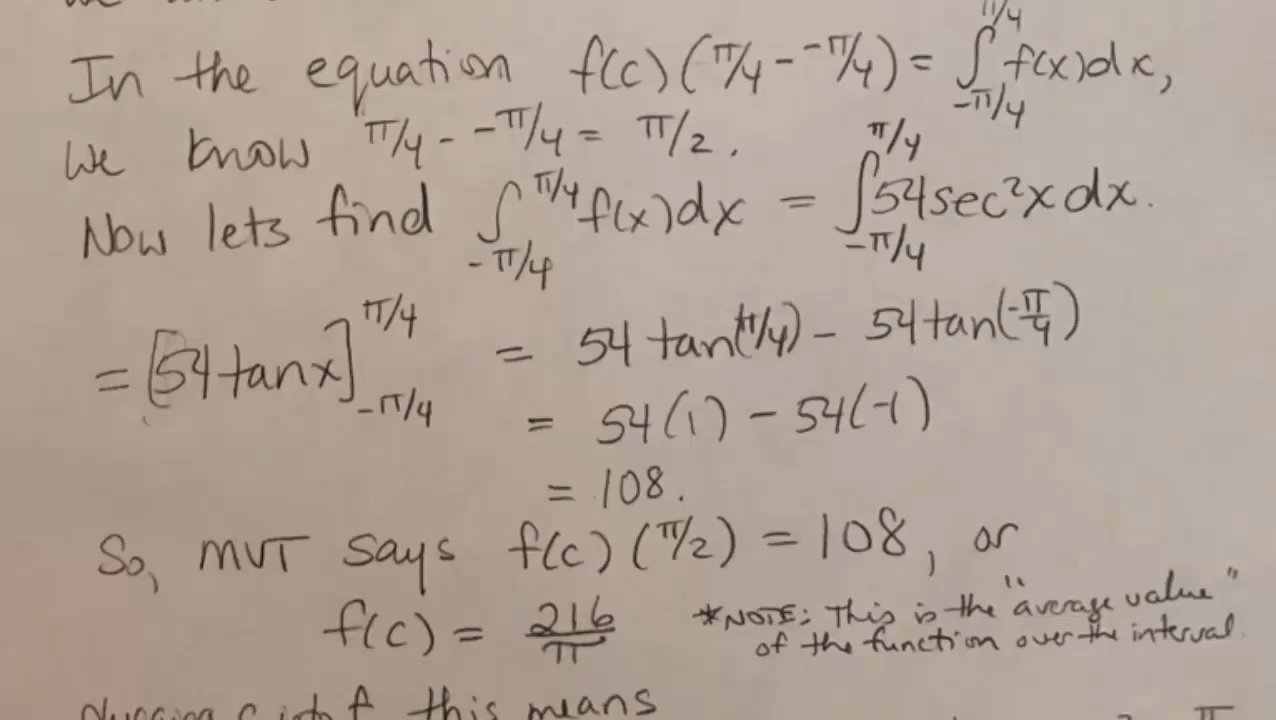 In the equation f(c)(π/4 - -π/4) = ∫_{-π/4}^{π/4} f(x)dx,
we know π/4 - -π/4 = π/2.
Now lets find ∫_{-π/4}^{π/4} f(x)dx = ∫_{-π/4}^{π/4} 54sec²x dx.
= [54tanx]_{-π/4}^{π/4} = 54 tan(π/4) - 54tan(-π/4)
= 54(1) - 54(-1)
= 108.
So, MVT says f(c)(π/2) = 108, or
f(c) = 216/π
*NOTE: This is the "average value"
of the function over the interval.
this means